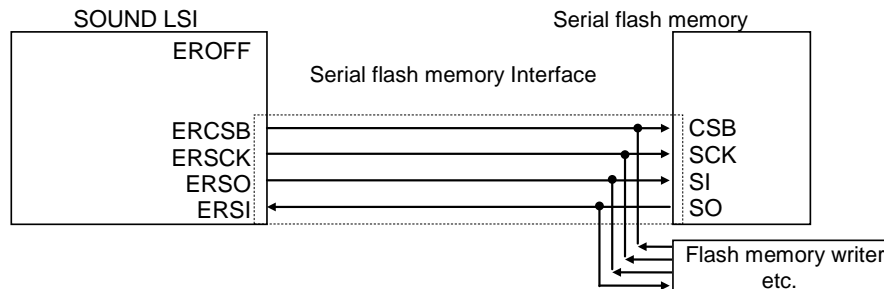 SOUND LSI
Serial flash memory
EROFF
Serial flash memory Interface
ERCSB
CSB
ERSCK
SCK
ERSO
SI
ERSI
SO
Flash memory writer
etc.